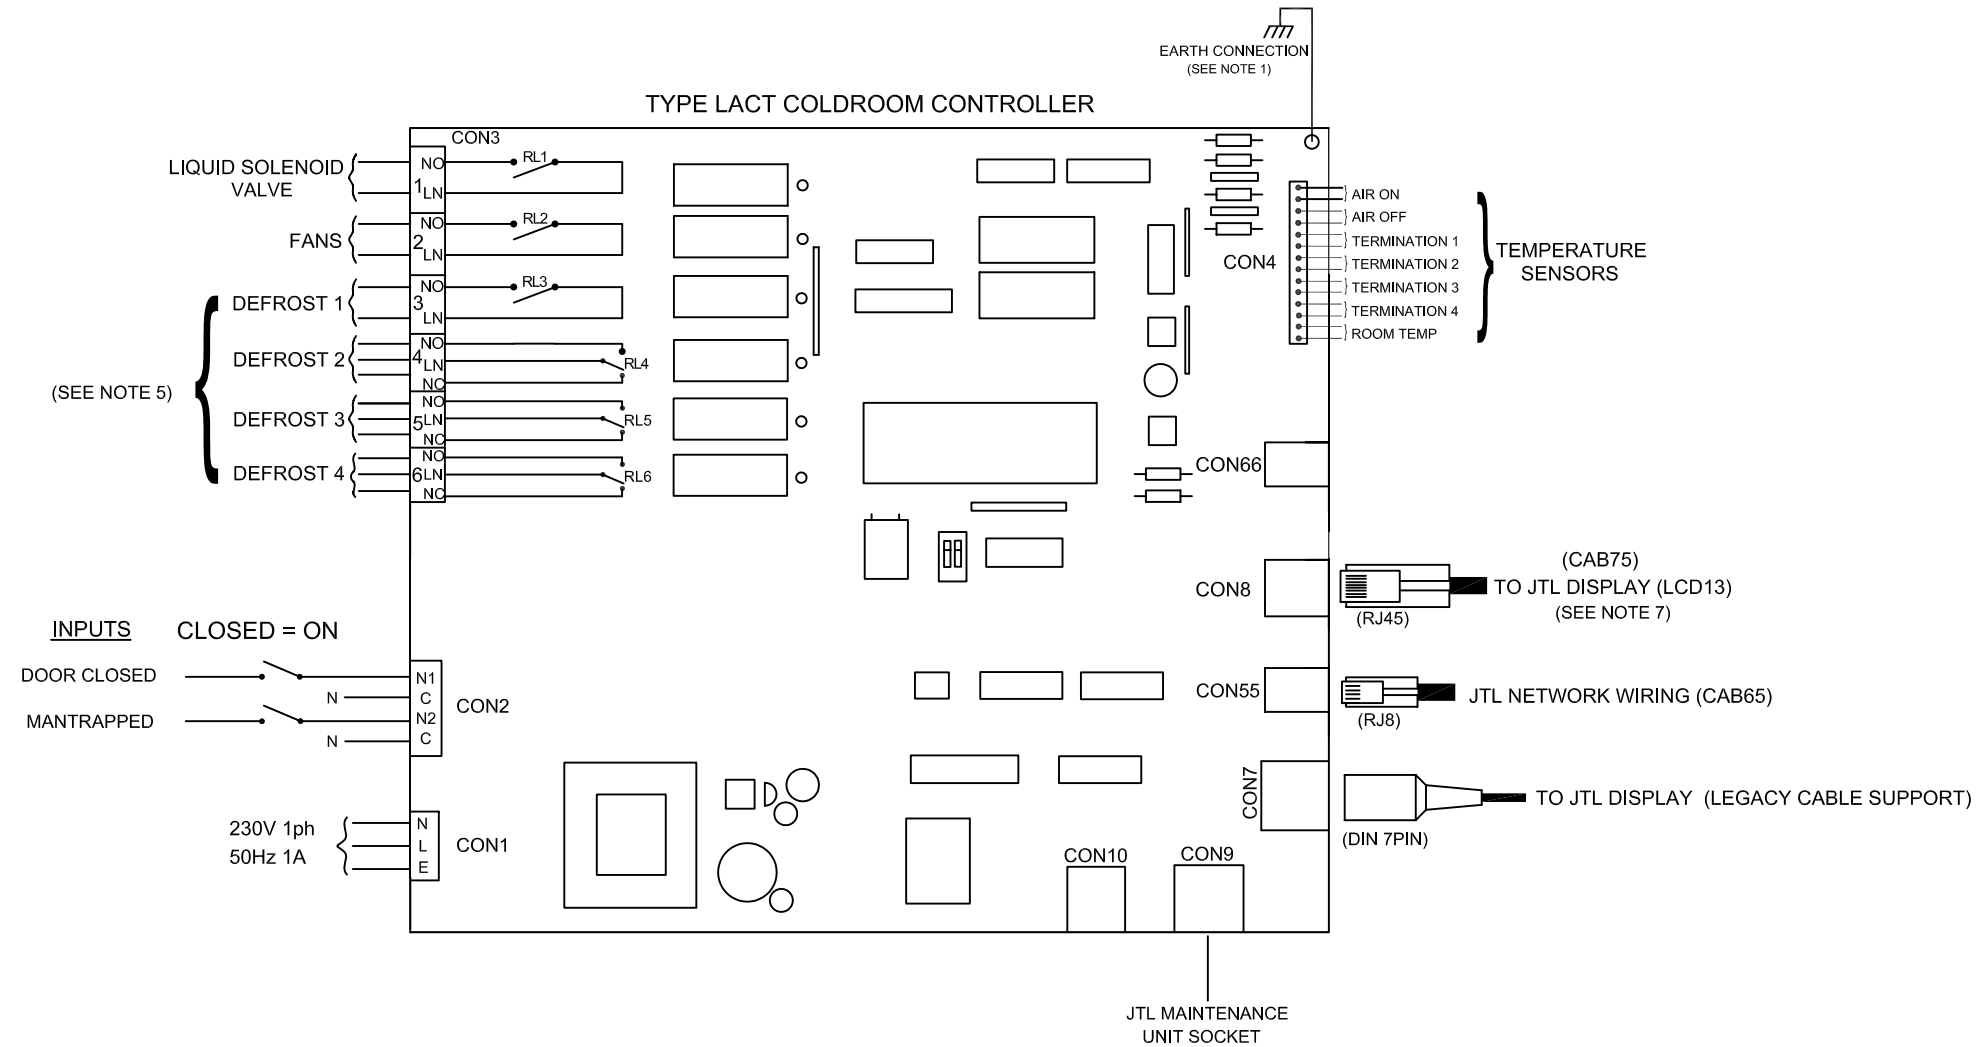 EARTH CONNECTION
(SEE NOTE 1)
TYPE LACT COLDROOM CONTROLLER
CON3
LIQUID SOLENOID
VALVE
NO
1
LN
RL1
FANS
NO
2
LN
RL2
DEFROST 1
NO
3
LN
RL3
DEFROST 2
NO
4
LN
NC
RL4
(SEE NOTE 5)
DEFROST 3
NO
5
LN
NC
RL5
DEFROST 4
NO
6
LN
NC
RL6
CON4
AIR ON
AIR OFF
TERMINATION 1
TERMINATION 2
TERMINATION 3
TERMINATION 4
ROOM TEMP
TEMPERATURE
SENSORS
CON66
CON8
(RJ45)
(CAB75)
TO JTL DISPLAY (LCD13)
(SEE NOTE 7)
INPUTS
CLOSED = ON
DOOR CLOSED
N1
N
C
MANTRAPPED
N2
N
C
CON2
CON55
(RJ8)
JTL NETWORK WIRING (CAB65)
CON7
(DIN 7PIN)
TO JTL DISPLAY (LEGACY CABLE SUPPORT)
230V 1ph
50Hz 1A
N
L
E
CON1
CON10
CON9
JTL MAINTENANCE
UNIT SOCKET